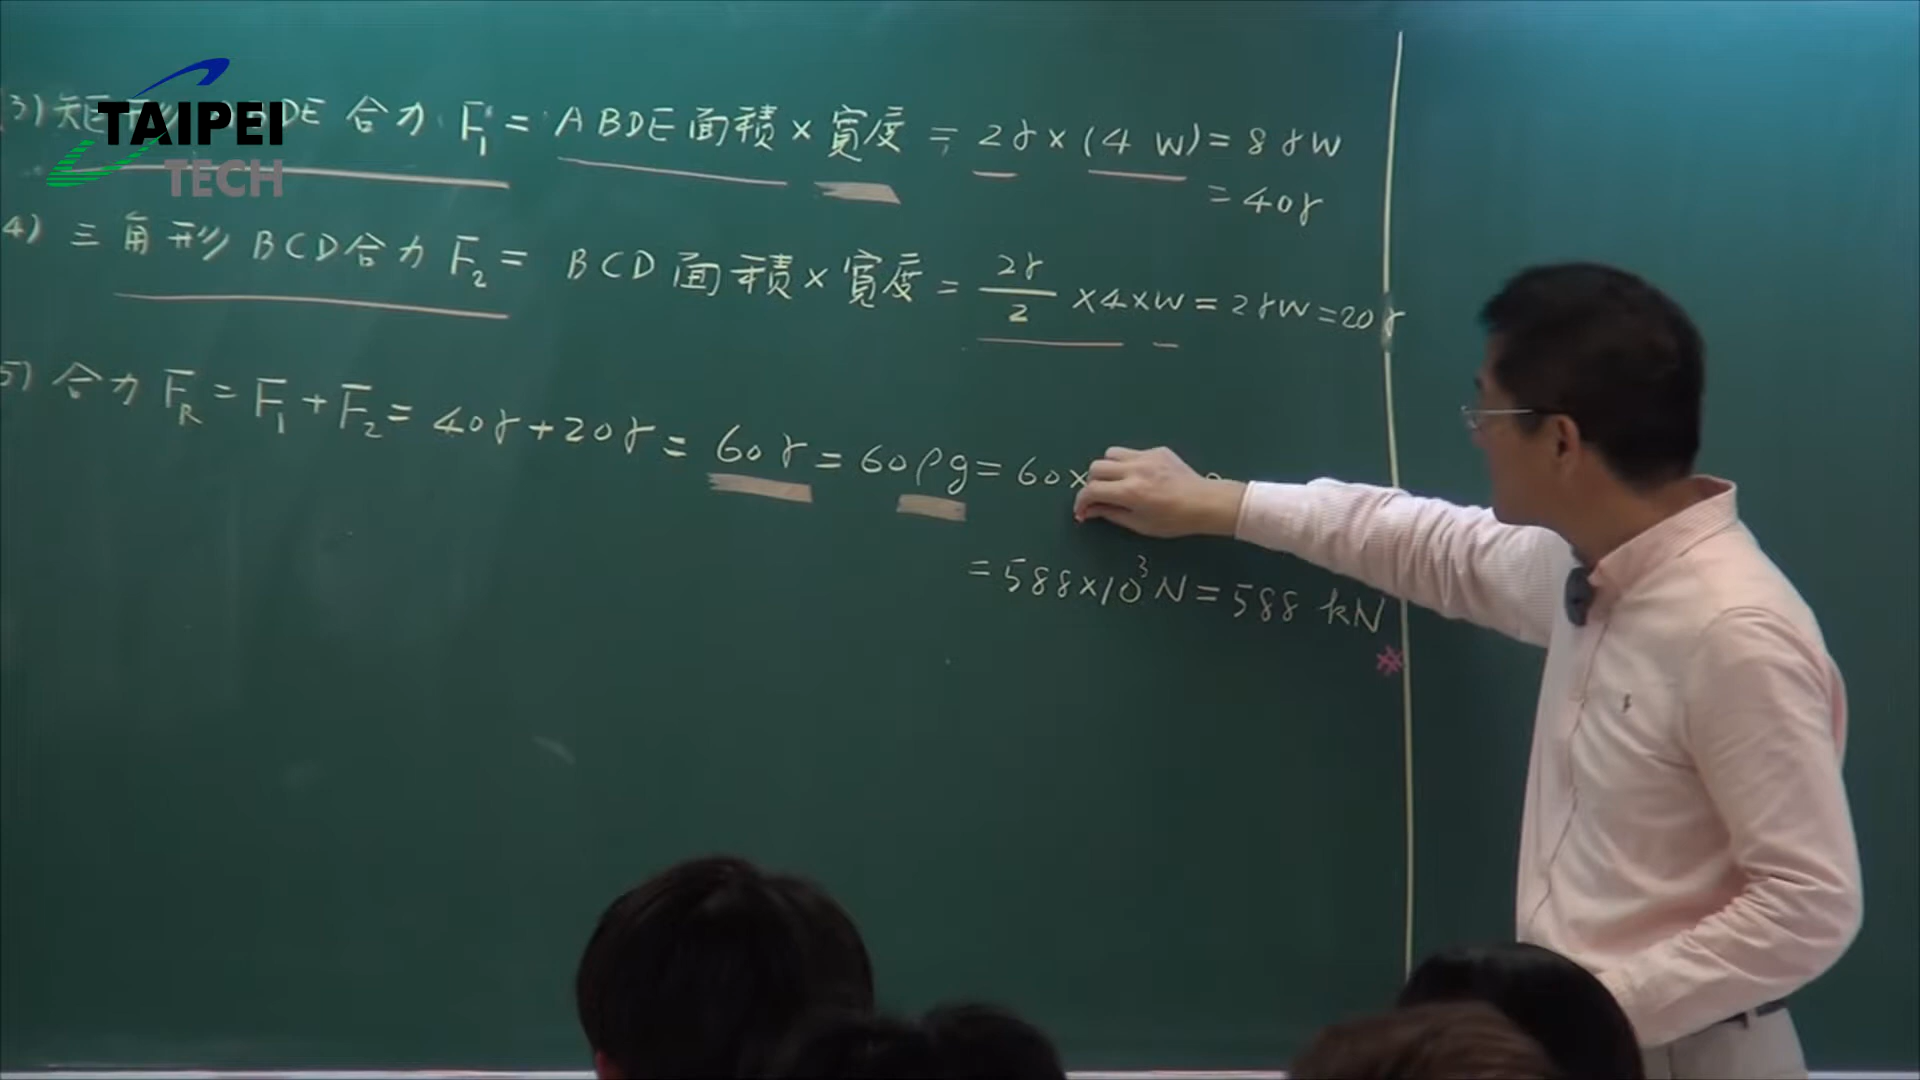 TAIPEI
TECH
3) 矩形 BDE 合力 F₁ = ABDE 面積 × 寬度 = 2γ × (4 W) = 8γW
= 40γ
4) 三角形 BCD 合力 F₂ = BCD 面積 × 寬度 = 2γ/2 × 4 × W = 2γW = 20γ
5) 合力 F_R = F₁ + F₂ = 40γ + 20γ = 60γ = 60ρg = 60×
= 588×10³ N = 588 kN